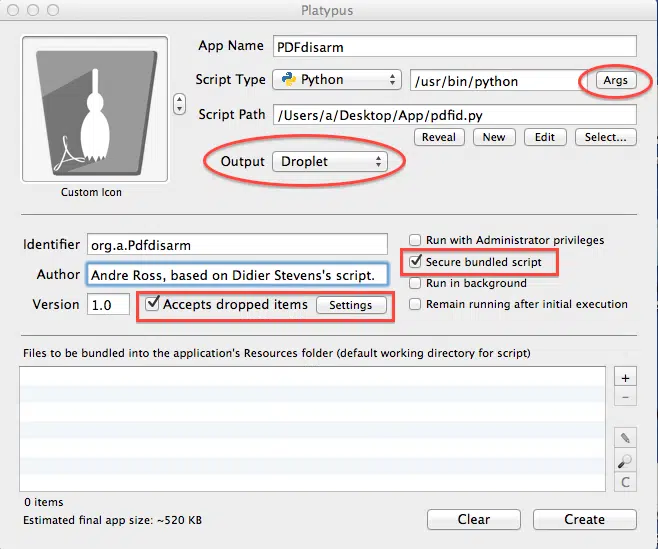 Platypus
App Name PDFdisarm
Script Type Python /usr/bin/python Args
Script Path /Users/a/Desktop/App/pdfid.py
Reveal New Edit Select...
Output Droplet
Custom Icon
Identifier org.a.Pdfdisarm
Author Andre Ross, based on Didier Stevens's script.
Version 1.0 Accepts dropped items Settings
Run with Administrator privileges
Secure bundled script
Run in background
Remain running after initial execution
Files to be bundled into the application's Resources folder (default working directory for script)
+
−
C
0 items
Estimated final app size: ~520 KB
Clear Create